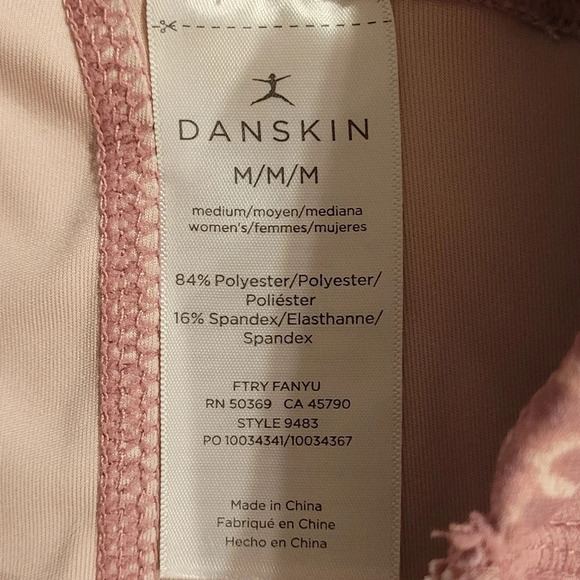 DANSKIN
M/M/M
medium/moyen/mediana
women's/femmes/mujeres
84% Polyester/Polyester/
Poliéster
16% Spandex/Elasthanne/
Spandex
FTRY FANYU
RN 50369 CA 45790
STYLE 9483
PO 10034341/10034367
Made in China
Fabriqué en Chine
Hecho en China